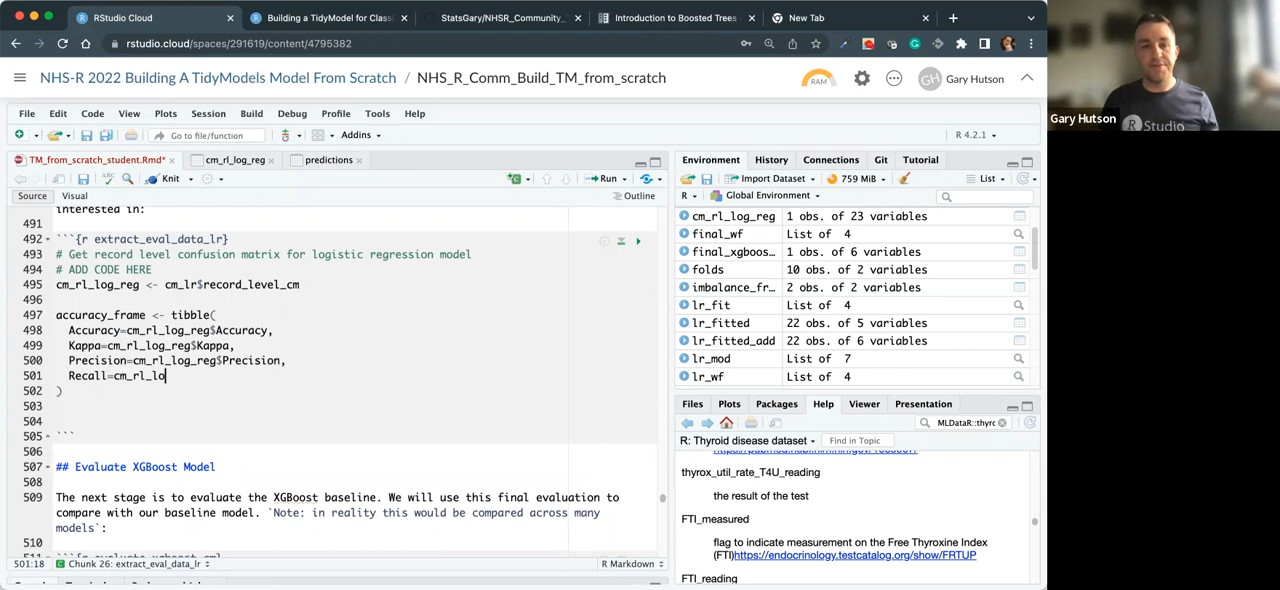 RStudio Cloud
Building a TidyModel for Class
StatsGary/NHSR_Community_
Introduction to Boosted Trees
New Tab
rstudio.cloud/spaces/291619/content/4795382
NHS-R 2022 Building A TidyModels Model From Scratch / NHS_R_Comm_Build_TM_from_scratch
RAM
GH Gary Hutson
File Edit Code View Plots Session Build Debug Profile Tools Help
Go to file/function
Addins
R 4.2.1
TM_from_scratch_student.Rmd*
cm_rl_log_reg
predictions
Knit
Run
Source Visual
Outline
interested in:
491
492 ```{r extract_eval_data_lr}
493 # Get record level confusion matrix for logistic regression model
494 # ADD CODE HERE
495 cm_rl_log_reg <- cm_lr$record_level_cm
496
497 accuracy_frame <- tibble(
498 Accuracy=cm_rl_log_reg$Accuracy,
499 Kappa=cm_rl_log_reg$Kappa,
500 Precision=cm_rl_log_reg$Precision,
501 Recall=cm_rl_lo
502 )
503
504
505 ```
506
507 ## Evaluate XGBoost Model
508
509 The next stage is to evaluate the XGBoost baseline. We will use this final evaluation to
compare with our baseline model. `Note: in reality this would be compared across many
models`:
510
501:18 Chunk 26: extract_eval_data_lr R Markdown
Environment History Connections Git Tutorial
Import Dataset 759 MiB List
R Global Environment
cm_rl_log_reg 1 obs. of 23 variables
final_wf List of 4
final_xgboos… 1 obs. of 6 variables
folds 10 obs. of 2 variables
imbalance_fr… 2 obs. of 2 variables
lr_fit List of 4
lr_fitted 22 obs. of 5 variables
lr_fitted_add 22 obs. of 6 variables
lr_mod List of 7
lr_wf List of 4
Files Plots Packages Help Viewer Presentation
MLDataR::thyrc
R: Thyroid disease dataset Find in Topic
thyrox_util_rate_T4U_reading
the result of the test
FTI_measured
flag to indicate measurement on the Free Thyroxine Index
(FTI)https://endocrinology.testcatalog.org/show/FRTUP
FTI_reading
Gary Hutson
R Studio